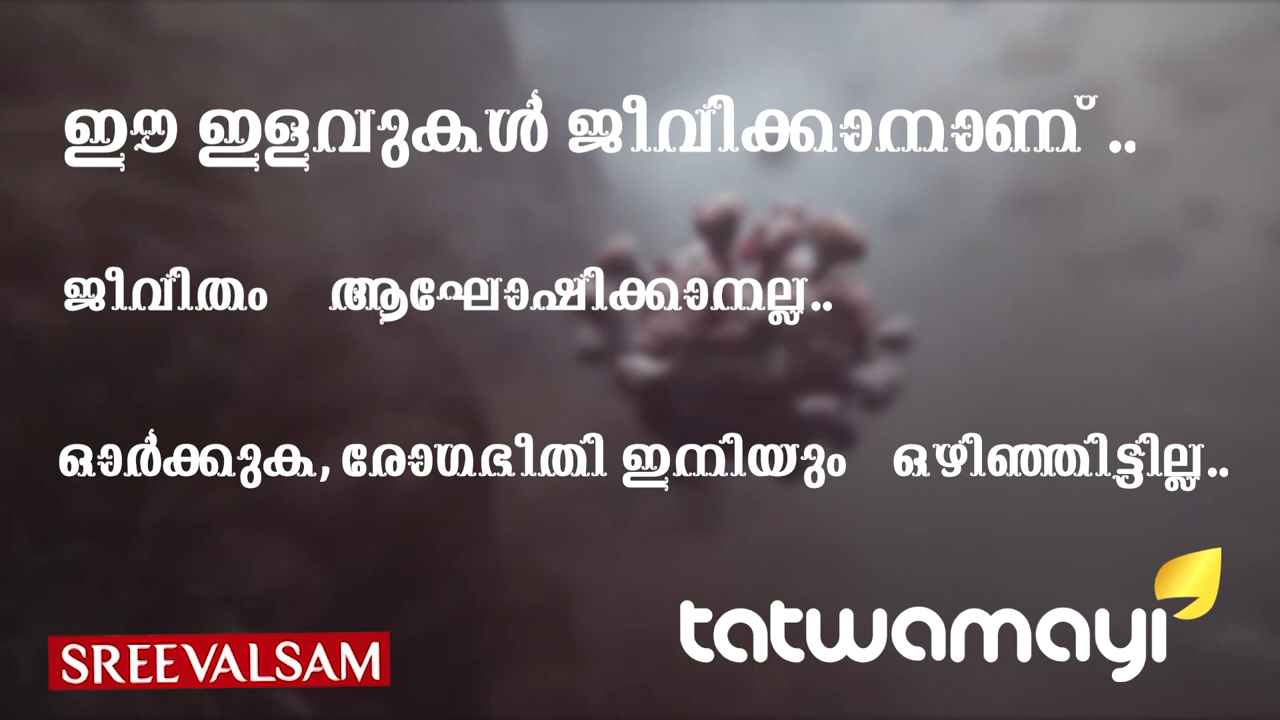 ഈ ഇളവുകൾ ജീവിക്കാനാണ് ..
ജീവിതം ആഘോഷിക്കാനല്ല..
ഓർക്കുക, രോഗഭീതി ഇനിയും ഒഴിഞ്ഞിട്ടില്ല..
SREEVALSAM
tatwamayi